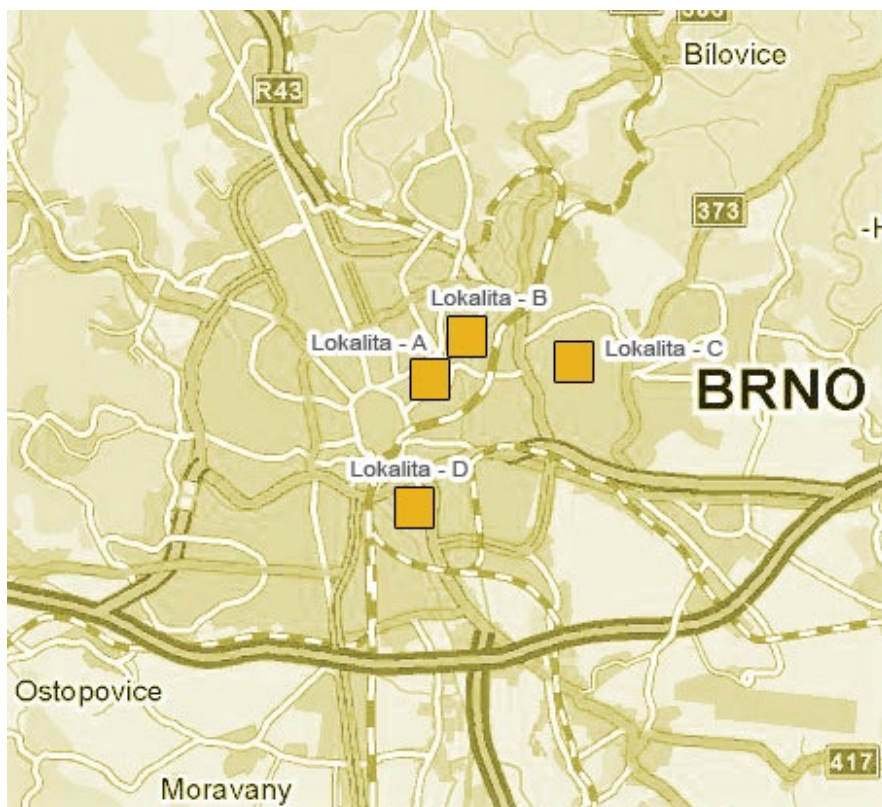 Bílovice
R43
373
Lokalita - B
Lokalita - A
Lokalita - C
BRNO
Lokalita - D
Ostopovice
Moravany
417